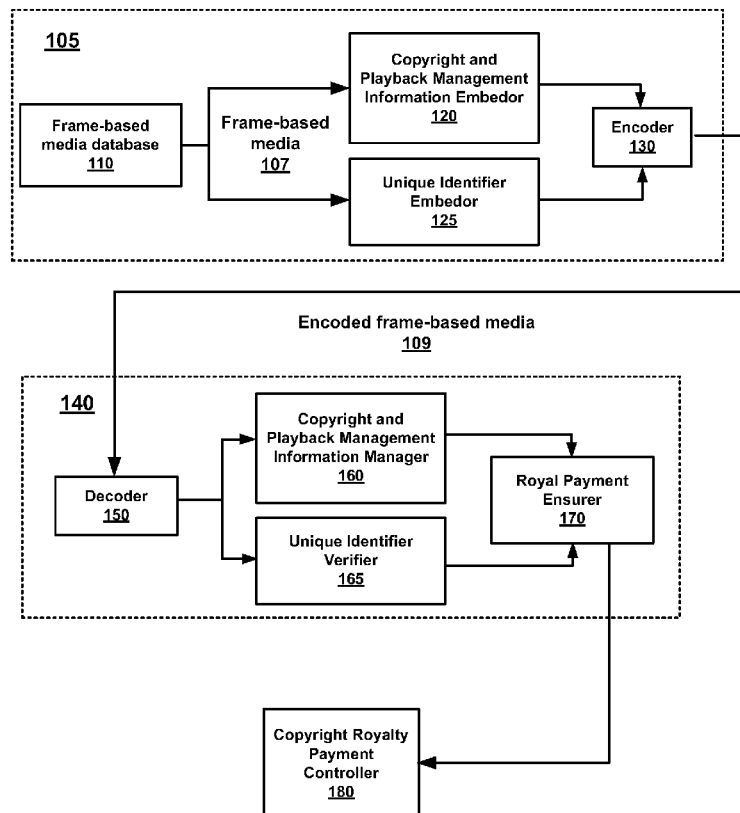 105
Frame-based
media database
110
Frame-based
media
107
Copyright and
Playback Management
Information Embedor
120
Unique Identifier
Embedor
125
Encoder
130
Encoded frame-based media
109
140
Decoder
150
Copyright and
Playback Management
Information Manager
160
Unique Identifier
Verifier
165
Royal Payment
Ensurer
170
Copyright Royalty
Payment
Controller
180